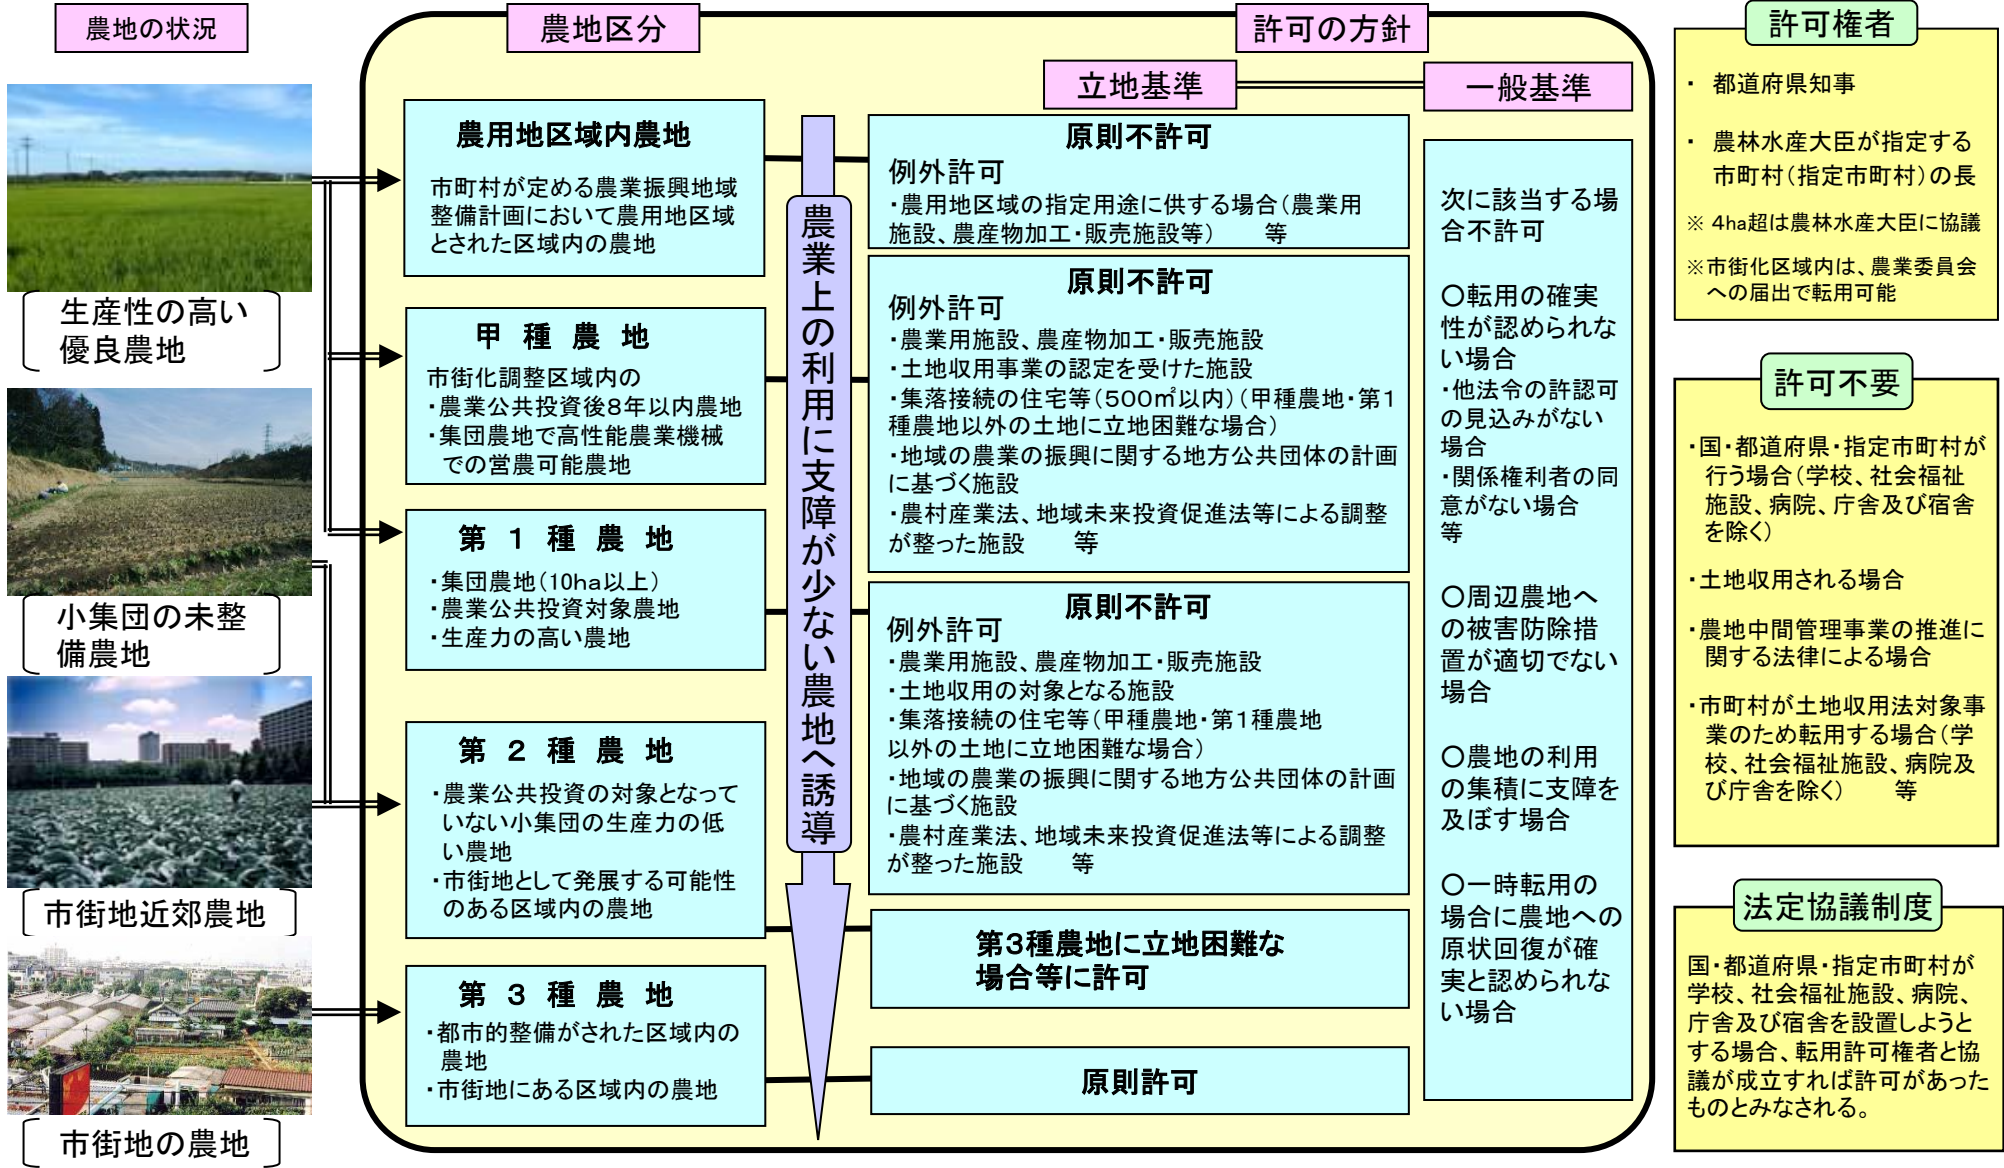 農地の状況
生産性の高い
優良農地
小集団の未整
備農地
市街地近郊農地
市街地の農地
農地区分
許可の方針
立地基準
一般基準
農用地区域内農地
市町村が定める農業振興地域
整備計画において農用地区域
とされた区域内の農地
甲 種 農 地
市街化調整区域内の
・農業公共投資後8年以内農地
・集団農地で高性能農業機械
での営農可能農地
第 1 種 農 地
・集団農地(10ha以上)
・農業公共投資対象農地
・生産力の高い農地
第 2 種 農 地
・農業公共投資の対象となって
いない小集団の生産力の低
い農地
・市街地として発展する可能性
のある区域内の農地
第 3 種 農 地
・都市的整備がされた区域内の
農地
・市街地にある区域内の農地
農業上の利用に支障が少ない農地へ誘導
原則不許可
例外許可
・農用地区域の指定用途に供する場合(農業用
施設、農産物加工・販売施設等) 等
原則不許可
例外許可
・農業用施設、農産物加工・販売施設
・土地収用事業の認定を受けた施設
・集落接続の住宅等(500㎡以内)(甲種農地・第1
種農地以外の土地に立地困難な場合)
・地域の農業の振興に関する地方公共団体の計画
に基づく施設
・農村産業法、地域未来投資促進法等による調整
が整った施設 等
原則不許可
例外許可
・農業用施設、農産物加工・販売施設
・土地収用の対象となる施設
・集落接続の住宅等(甲種農地・第1種農地
以外の土地に立地困難な場合)
・地域の農業の振興に関する地方公共団体の計画
に基づく施設
・農村産業法、地域未来投資促進法等による調整
が整った施設 等
第3種農地に立地困難な
場合等に許可
原則許可
次に該当する場
合不許可
○転用の確実
性が認められな
い場合
・他法令の許認可
の見込みがない
場合
・関係権利者の同
意がない場合
等
○周辺農地へ
の被害防除措
置が適切でない
場合
○農地の利用
の集積に支障を
及ぼす場合
○一時転用の
場合に農地への
原状回復が確
実と認められな
い場合
許可権者
・ 都道府県知事
・ 農林水産大臣が指定する
市町村(指定市町村)の長
※ 4ha超は農林水産大臣に協議
※市街化区域内は、農業委員会
への届出で転用可能
許可不要
・国・都道府県・指定市町村が
行う場合(学校、社会福祉
施設、病院、庁舎及び宿舎
を除く)
・土地収用される場合
・農地中間管理事業の推進に
関する法律による場合
・市町村が土地収用法対象事
業のため転用する場合(学
校、社会福祉施設、病院及
び庁舎を除く) 等
法定協議制度
国・都道府県・指定市町村が
学校、社会福祉施設、病院、
庁舎及び宿舎を設置しようと
する場合、転用許可権者と協
議が成立すれば許可があった
ものとみなされる。